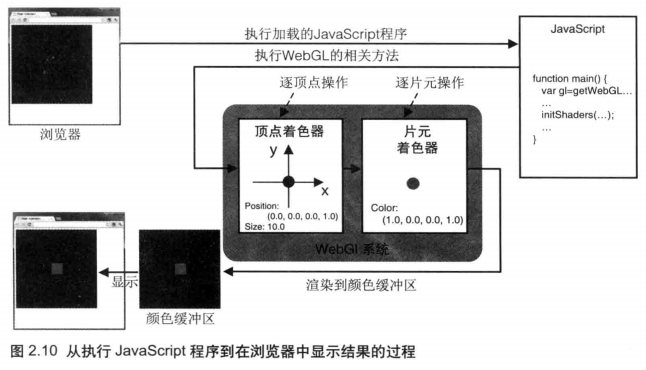 执行加载的JavaScript程序
执行WebGL的相关方法
JavaScript
function main() {
var gl=getWebGL…
…
initShaders(…);
…
}
浏览器
逐顶点操作
逐片元操作
顶点着色器
y
x
Position:
(0.0, 0.0, 0.0, 1.0)
Size: 10.0
片元
着色器
Color:
(1.0, 0.0, 0.0, 1.0)
WebGl 系统
显示
渲染到颜色缓冲区
颜色缓冲区
图 2.10 从执行 JavaScript 程序到在浏览器中显示结果的过程